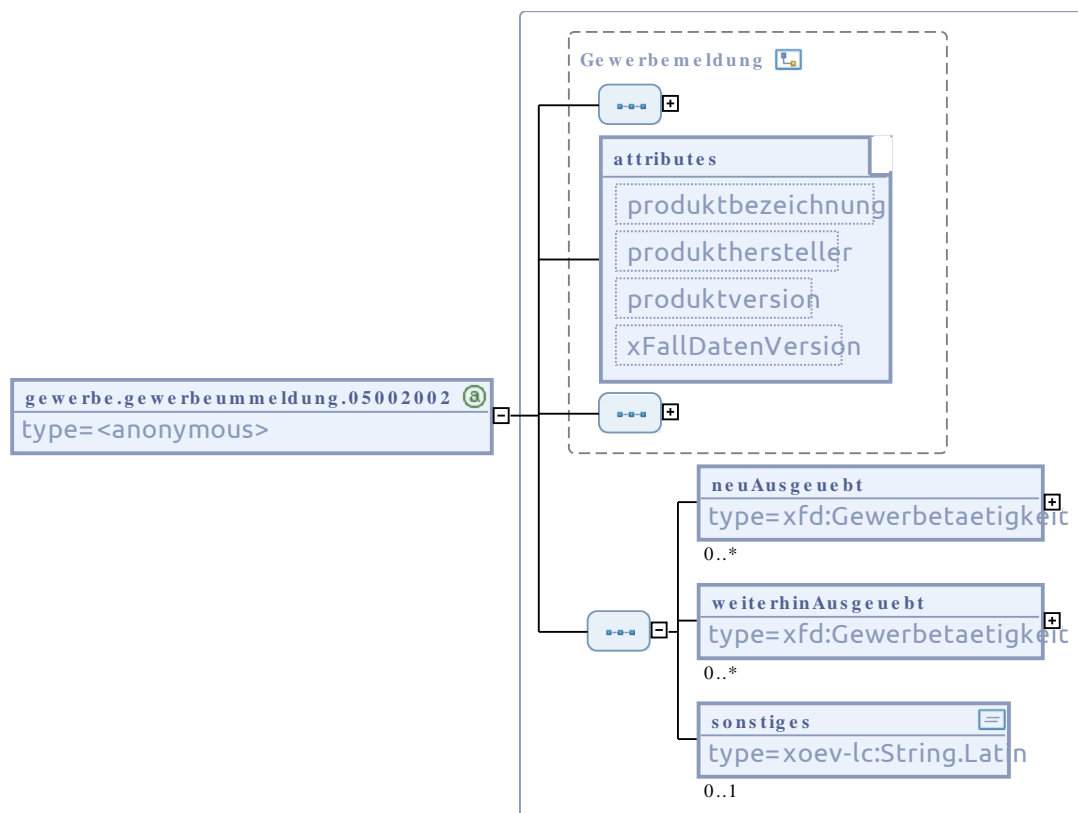 Gewerbemeldung
attributes
produktbezeichnung
produkthersteller
produktversion
xFallDatenVersion
gewerbe.gewerbeummeldung.05002002
type=<anonymous>
neuAusgeuebt
type=xfd:Gewerbetaetigkeit
0..*
weiterhinAusgeuebt
type=xfd:Gewerbetaetigkeit
0..*
sonstiges
type=xoev-lc:String.Latin
0..1